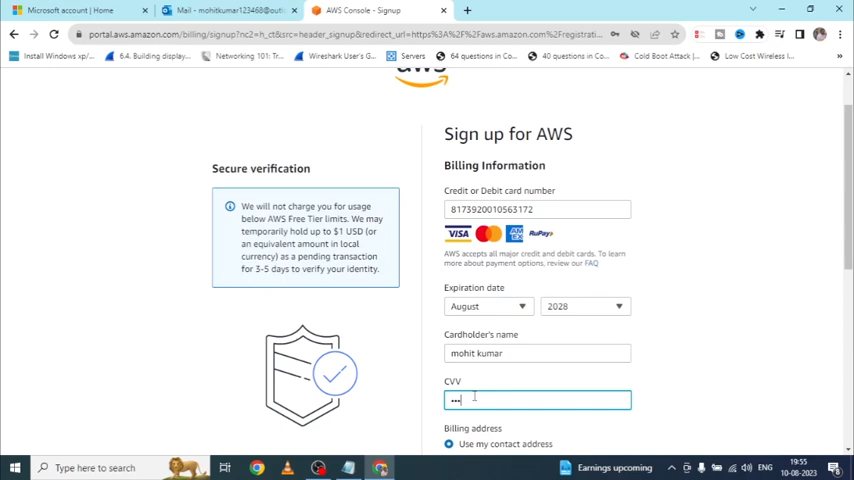 Microsoft account | Home
Mail - mohitkumar123468@outl
AWS Console - Signup
portal.aws.amazon.com/billing/signup?nc2=h_ct&src=header_signup&redirect_url=https%3A%2F%2Faws.amazon.com%2Fregistrati...
Install Windows xp/...
6.4. Building display...
Networking 101: Tr...
Wireshark User's G...
Servers
64 questions in Co...
40 questions in Co...
Cold Boot Attack |...
Low Cost Wireless I...
aws
Sign up for AWS
Secure verification
We will not charge you for usage
below AWS Free Tier limits. We may
temporarily hold up to $1 USD (or
an equivalent amount in local
currency) as a pending transaction
for 3-5 days to verify your identity.
Billing Information
Credit or Debit card number
8173920010563172
VISA
AM
EX
RuPay
AWS accepts all major credit and debit cards. To learn
more about payment options, review our FAQ
Expiration date
August
2028
Cardholder's name
mohit kumar
CVV
•••
Billing address
Use my contact address
Type here to search
Earnings upcoming
ENG
19:55
10-08-2023